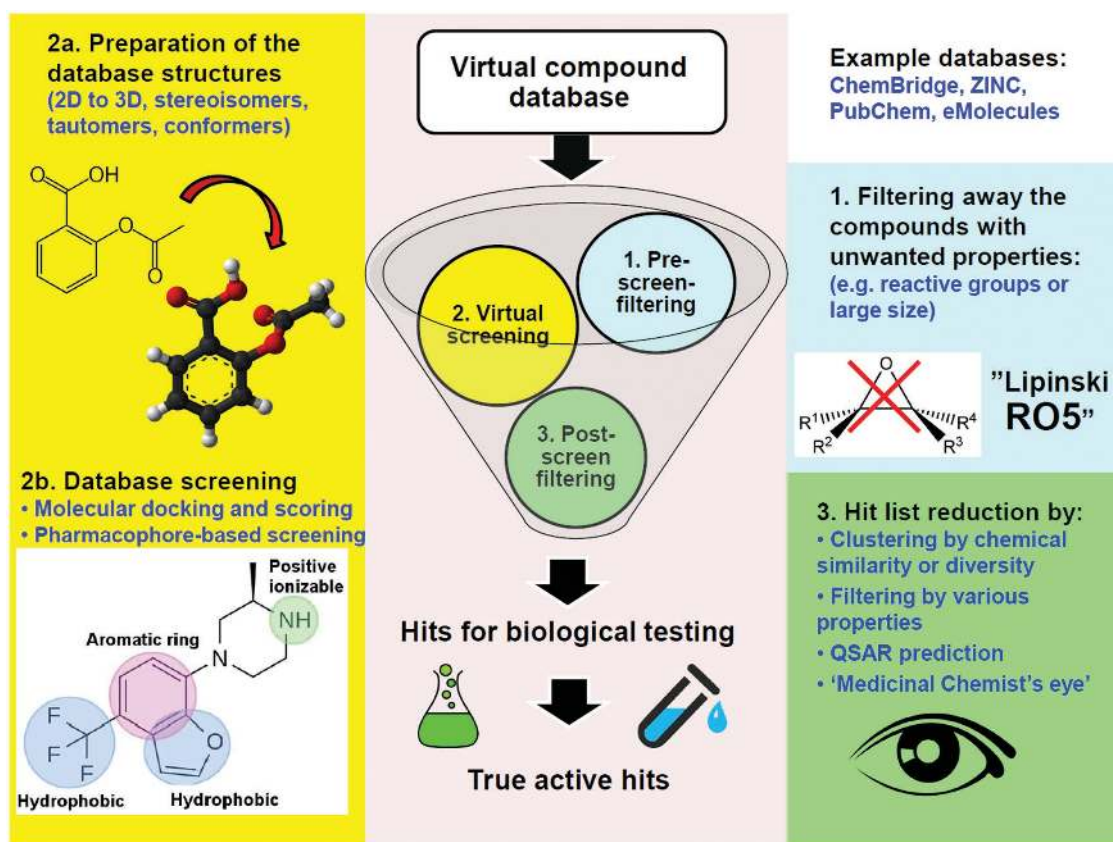 2a. Preparation of the
database structures
(2D to 3D, stereoisomers,
tautomers, conformers)
O
OH
O
O
2b. Database screening
• Molecular docking and scoring
• Pharmacophore-based screening
Positive
ionizable
NH
Aromatic ring
N
F
F
F
O
Hydrophobic
Hydrophobic
Virtual compound
database
1. Pre-
screen-
filtering
2. Virtual
screening
3. Post-
screen
filtering
Hits for biological testing
True active hits
Example databases:
ChemBridge, ZINC,
PubChem, eMolecules
1. Filtering away the
compounds with
unwanted properties:
(e.g. reactive groups or
large size)
O
R1 R4
R2 R3
”Lipinski
RO5”
3. Hit list reduction by:
• Clustering by chemical
similarity or diversity
• Filtering by various
properties
• QSAR prediction
• ‘Medicinal Chemist’s eye’